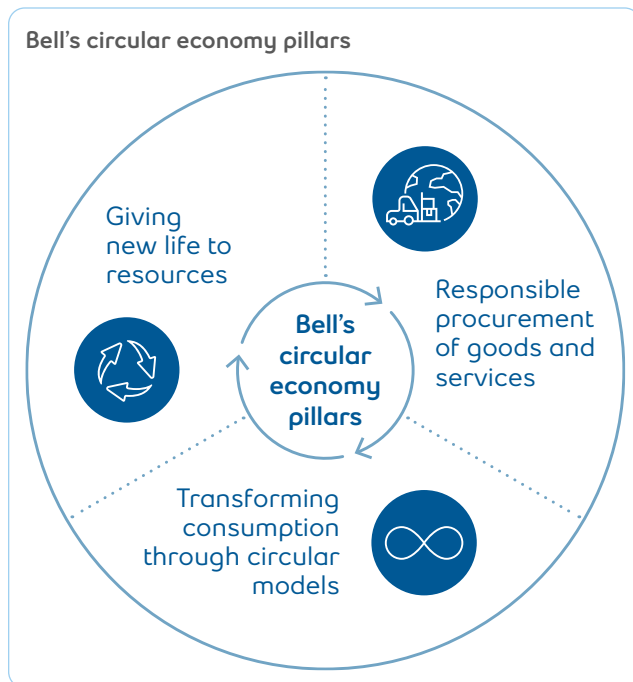 Bell’s circular economy pillars
Giving
new life to
resources
Responsible
procurement
of goods and
services
Bell’s
circular
economy
pillars
Transforming
consumption
through circular
models